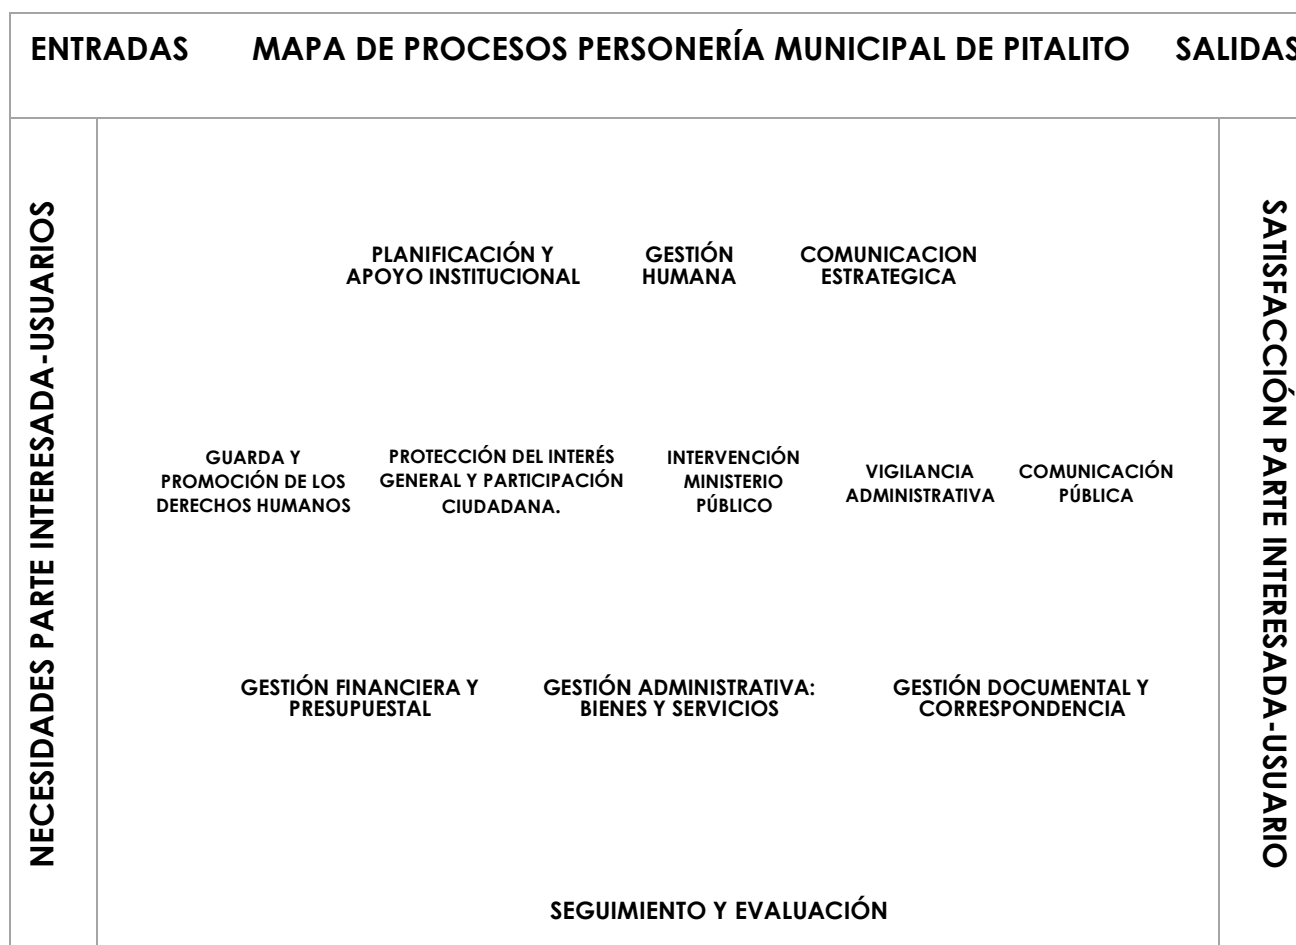 ENTRADAS MAPA DE PROCESOS PERSONERÍA MUNICIPAL DE PITALITO SALIDAS
NECESIDADES PARTE INTERESADA-USUARIOS
PLANIFICACIÓN Y
APOYO INSTITUCIONAL
GESTIÓN
HUMANA
COMUNICACION
ESTRATEGICA
GUARDA Y
PROMOCIÓN DE LOS
DERECHOS HUMANOS
PROTECCIÓN DEL INTERÉS
GENERAL Y PARTICIPACIÓN
CIUDADANA.
INTERVENCIÓN
MINISTERIO
PÚBLICO
VIGILANCIA
ADMINISTRATIVA
COMUNICACIÓN
PÚBLICA
GESTIÓN FINANCIERA Y
PRESUPUESTAL
GESTIÓN ADMINISTRATIVA:
BIENES Y SERVICIOS
GESTIÓN DOCUMENTAL Y
CORRESPONDENCIA
SEGUIMIENTO Y EVALUACIÓN
SATISFACCIÓN PARTE INTERESADA-USUARIO